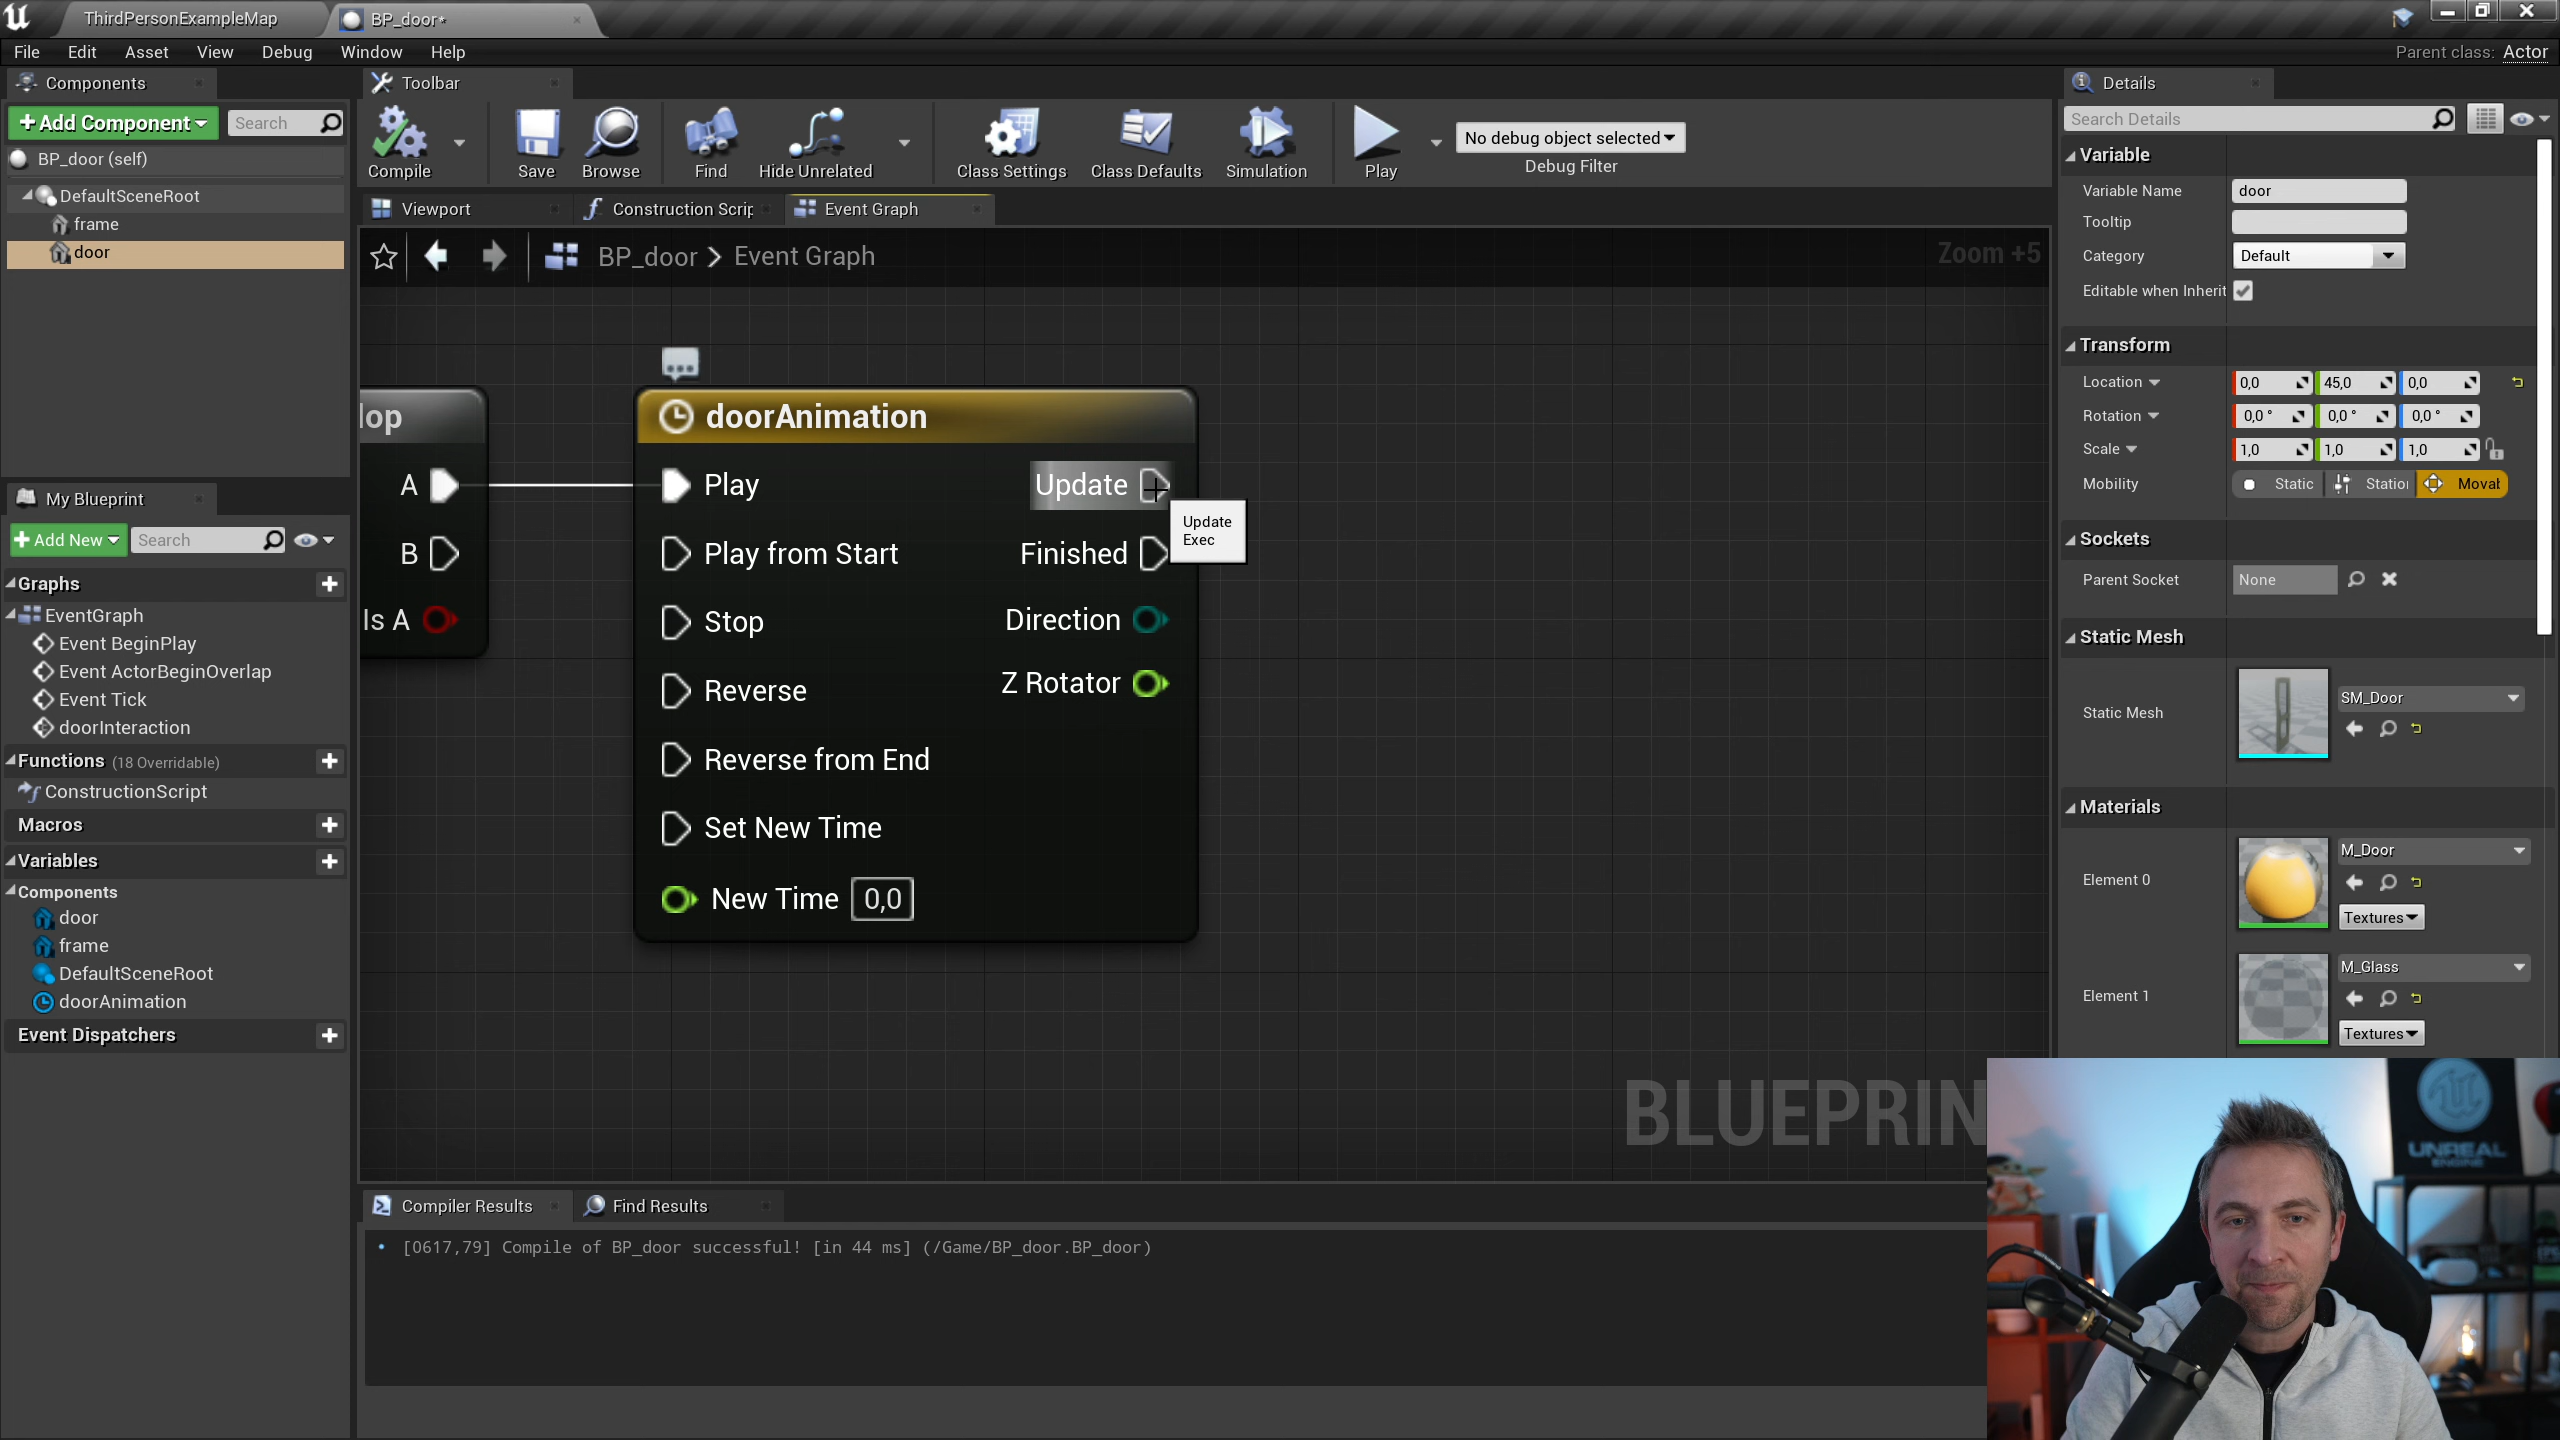 ThirdPersonExampleMap
BP_door*
File
Edit
Asset
View
Debug
Window
Help
Parent class: Actor
Components
Add Component
Search
BP_door (self)
DefaultSceneRoot
frame
door
Toolbar
Compile
Save
Browse
Find
Hide Unrelated
Class Settings
Class Defaults
Simulation
Play
No debug object selected
Debug Filter
Viewport
Construction Scrip
Event Graph
BP_door
Event Graph
Zoom +5
lop
A
B
Is A
doorAnimation
Play
Play from Start
Stop
Reverse
Reverse from End
Set New Time
New Time 0,0
Update
Finished
Direction
Z Rotator
Update
Exec
BLUEPRIN
My Blueprint
Add New
Search
Graphs
EventGraph
Event BeginPlay
Event ActorBeginOverlap
Event Tick
doorInteraction
Functions (18 Overridable)
ConstructionScript
Macros
Variables
Components
door
frame
DefaultSceneRoot
doorAnimation
Event Dispatchers
Compiler Results
Find Results
[0617,79] Compile of BP_door successful! [in 44 ms] (/Game/BP_door.BP_door)
Details
Search Details
Variable
Variable Name door
Tooltip
Category Default
Editable when Inherit
Transform
Location 0,0 45,0 0,0
Rotation 0,0 ° 0,0 ° 0,0 °
Scale 1,0 1,0 1,0
Mobility Static Statio Movat
Sockets
Parent Socket None
Static Mesh
Static Mesh SM_Door
Materials
Element 0 M_Door
Textures
Element 1 M_Glass
Textures
UNREAL
ENGINE